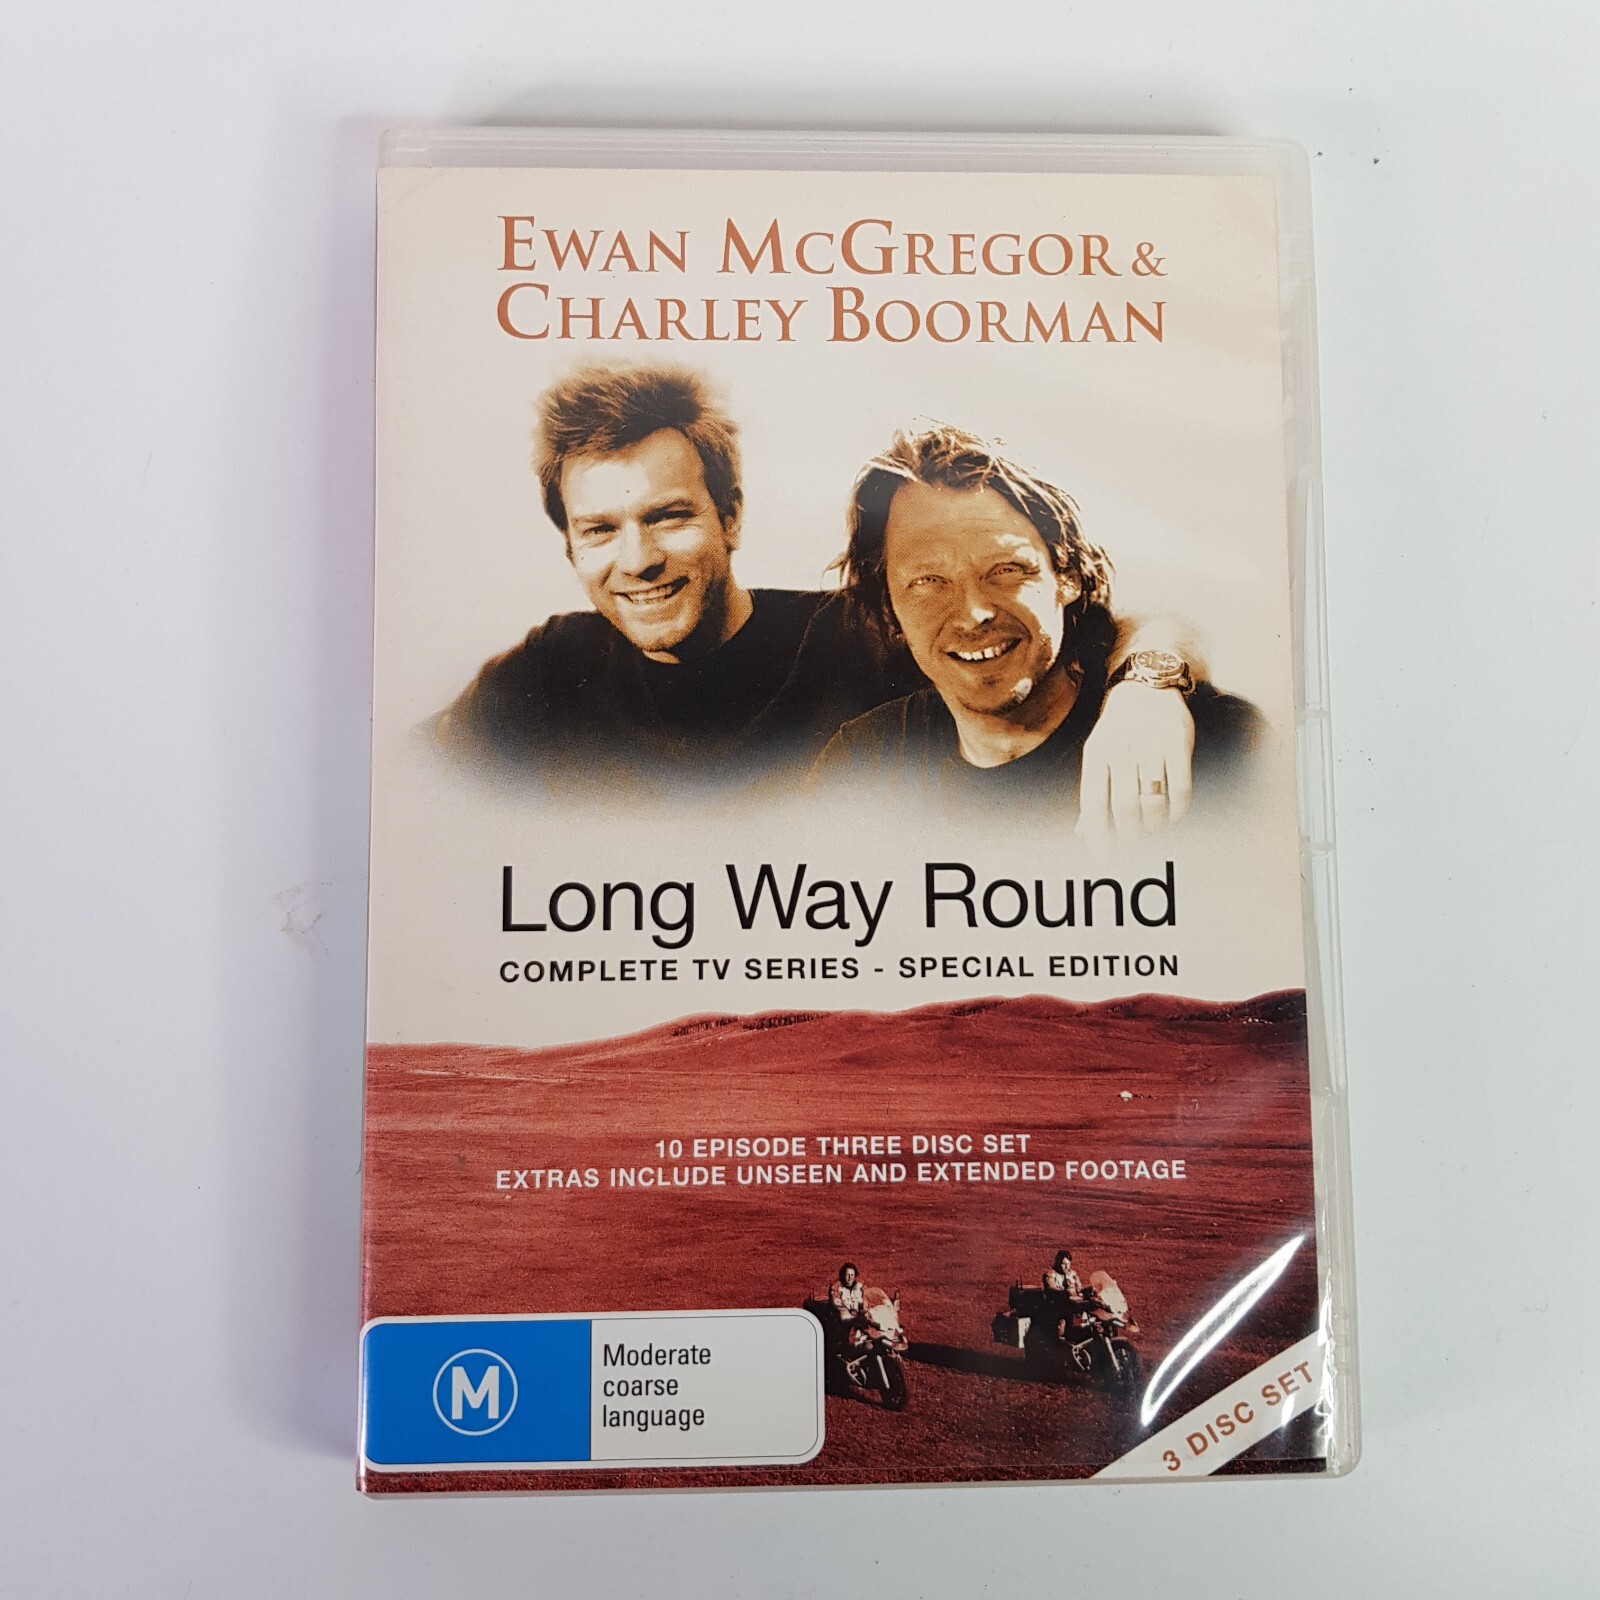 EWAN MCGREGOR &
CHARLEY BOORMAN
Long Way Round
COMPLETE TV SERIES - SPECIAL EDITION
10 EPISODE THREE DISC SET
EXTRAS INCLUDE UNSEEN AND EXTENDED FOOTAGE
M
Moderate
coarse
language
3 DISC SET